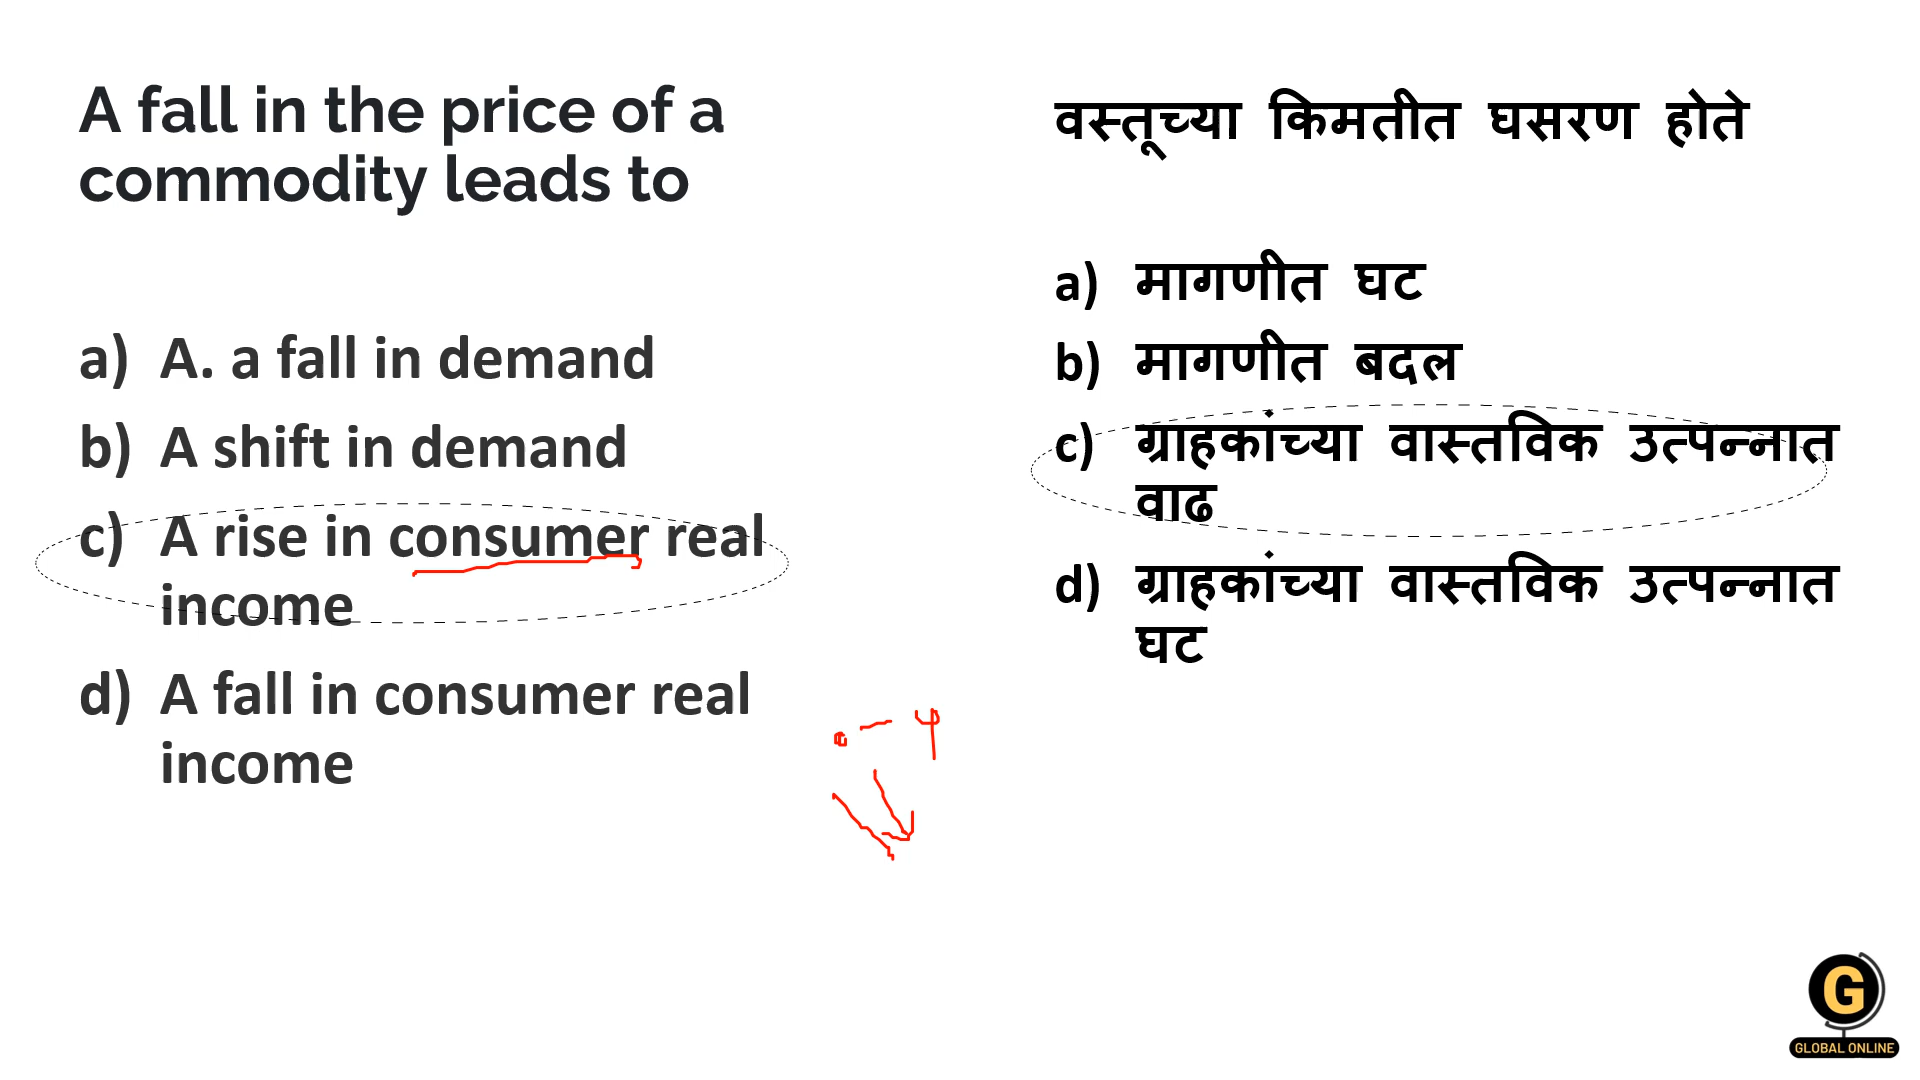 A fall in the price of a
commodity leads to
a) A. a fall in demand
b) A shift in demand
c) A rise in consumer real
income
d) A fall in consumer real
income
वस्तूच्या किमतीत घसरण होते
a) मागणीत घट
b) मागणीत बदल
c) ग्राहकांच्या वास्तविक उत्पन्नात
वाढ
d) ग्राहकांच्या वास्तविक उत्पन्नात
घट
G
GLOBAL ONLINE